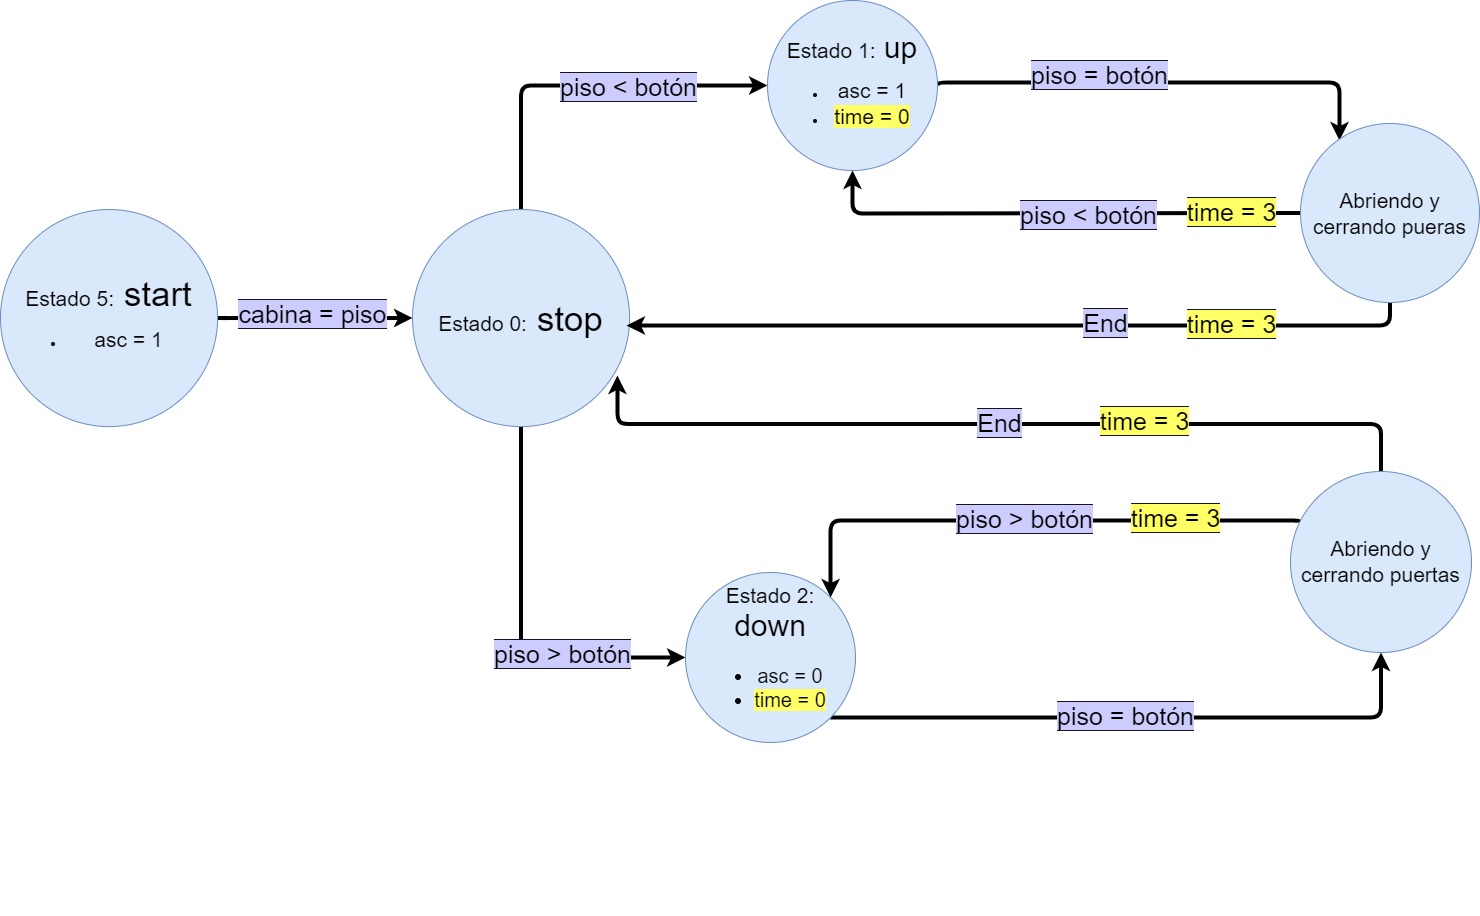 Estado 1: up
asc = 1
time = 0
piso < botón
piso = botón
Abriendo y
cerrando pueras
piso < botón
time = 3
Estado 5: start
asc = 1
cabina = piso
Estado 0: stop
End
time = 3
End
time = 3
piso > botón
time = 3
Abriendo y
cerrando puertas
Estado 2:
down
asc = 0
time = 0
piso > botón
piso = botón